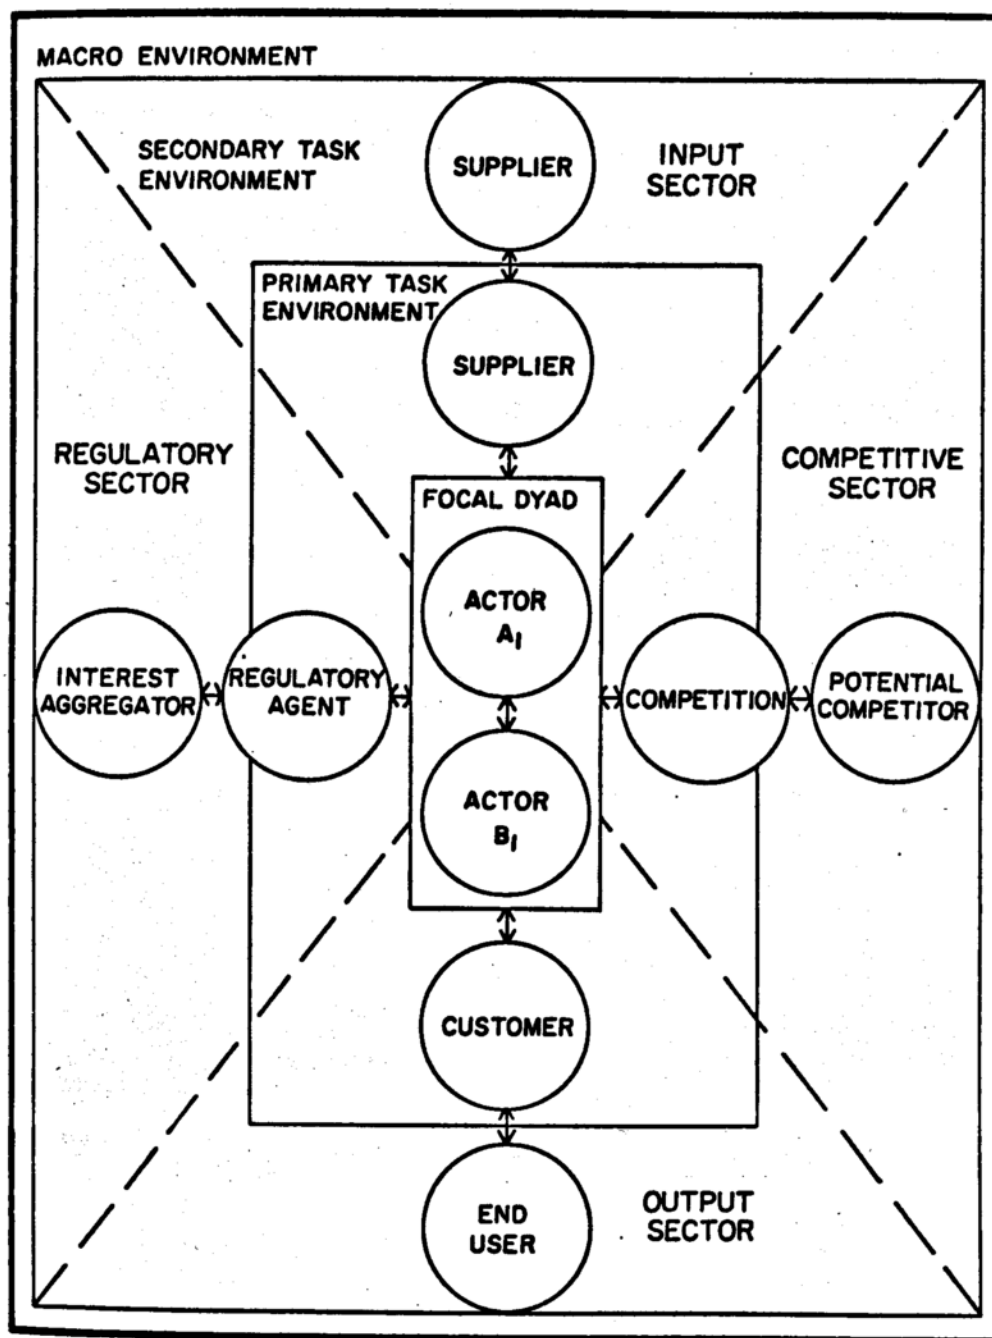 MACRO ENVIRONMENT
SECONDARY TASK
ENVIRONMENT
SUPPLIER
INPUT
SECTOR
PRIMARY TASK
ENVIRONMENT
SUPPLIER
REGULATORY
SECTOR
COMPETITIVE
SECTOR
FOCAL DYAD
ACTOR
A1
INTEREST
AGGREGATOR
REGULATORY
AGENT
COMPETITION
POTENTIAL
COMPETITOR
ACTOR
B1
CUSTOMER
END
USER
OUTPUT
SECTOR